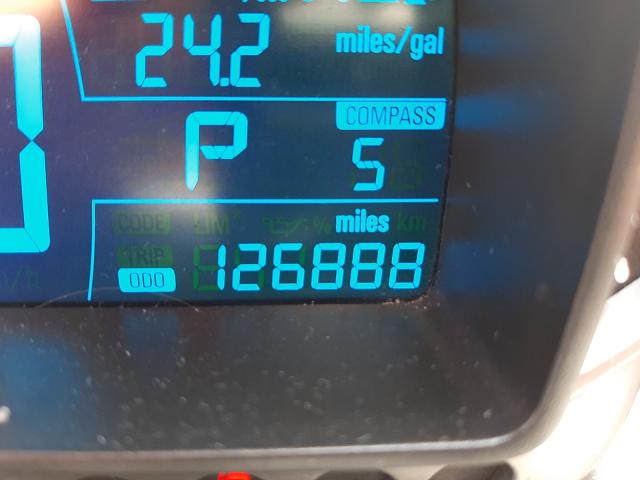 24.2 miles/gal
COMPASS
P S
CODE miles km
TRIP
ODO 126888